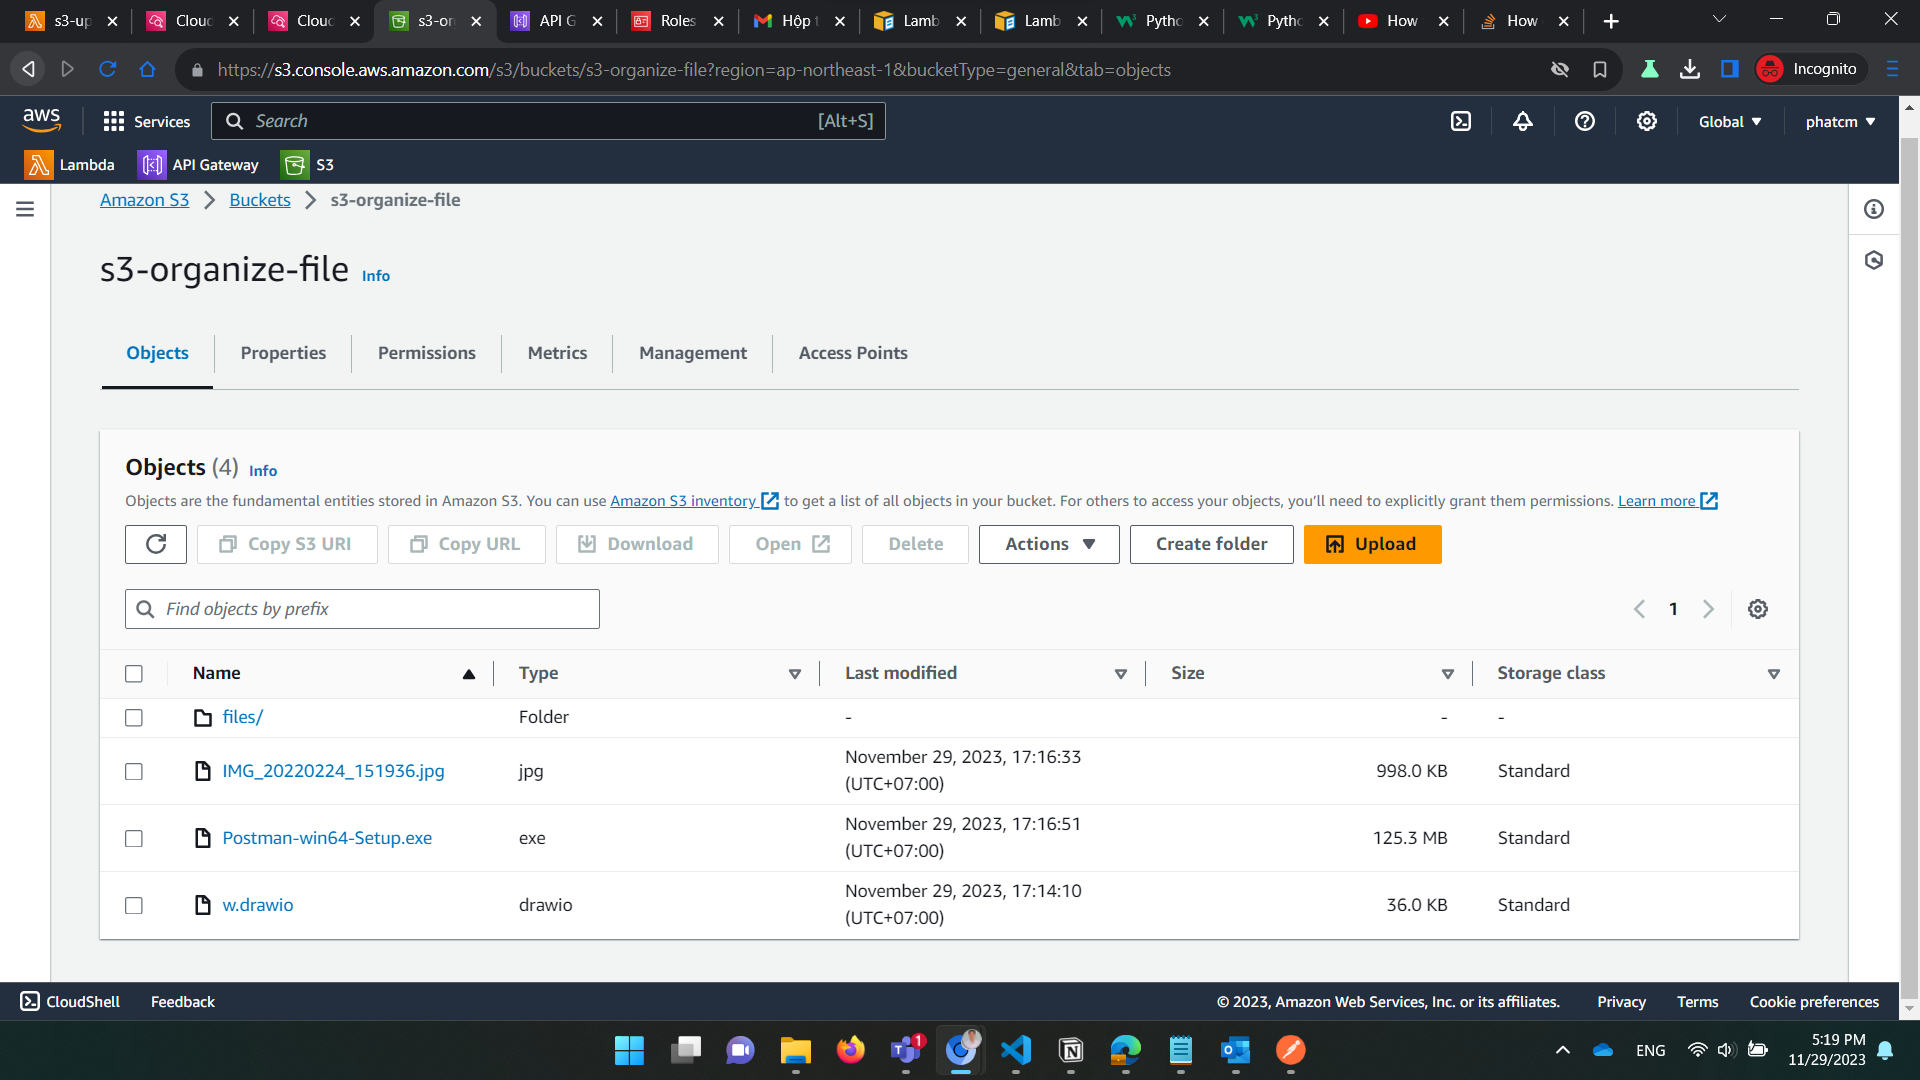 s3-up
Cloud
Cloud
s3-or
API G
Roles
Hộp t
Lamb
Lamb
Pytho
Pytho
How
How
https://s3.console.aws.amazon.com/s3/buckets/s3-organize-file?region=ap-northeast-1&bucketType=general&tab=objects
Incognito
aws
Services
Search
[Alt+S]
Global
phatcm
Lambda
API Gateway
S3
Amazon S3
Buckets
s3-organize-file
s3-organize-file Info
Objects
Properties
Permissions
Metrics
Management
Access Points
Objects (4) Info
Objects are the fundamental entities stored in Amazon S3. You can use Amazon S3 inventory to get a list of all objects in your bucket. For others to access your objects, you’ll need to explicitly grant them permissions. Learn more
Copy S3 URI
Copy URL
Download
Open
Delete
Actions
Create folder
Upload
Find objects by prefix
1
Name
Type
Last modified
Size
Storage class
files/
Folder
-
-
-
IMG_20220224_151936.jpg
jpg
November 29, 2023, 17:16:33
(UTC+07:00)
998.0 KB
Standard
Postman-win64-Setup.exe
exe
November 29, 2023, 17:16:51
(UTC+07:00)
125.3 MB
Standard
w.drawio
drawio
November 29, 2023, 17:14:10
(UTC+07:00)
36.0 KB
Standard
CloudShell
Feedback
© 2023, Amazon Web Services, Inc. or its affiliates.
Privacy
Terms
Cookie preferences
1
ENG
5:19 PM
11/29/2023